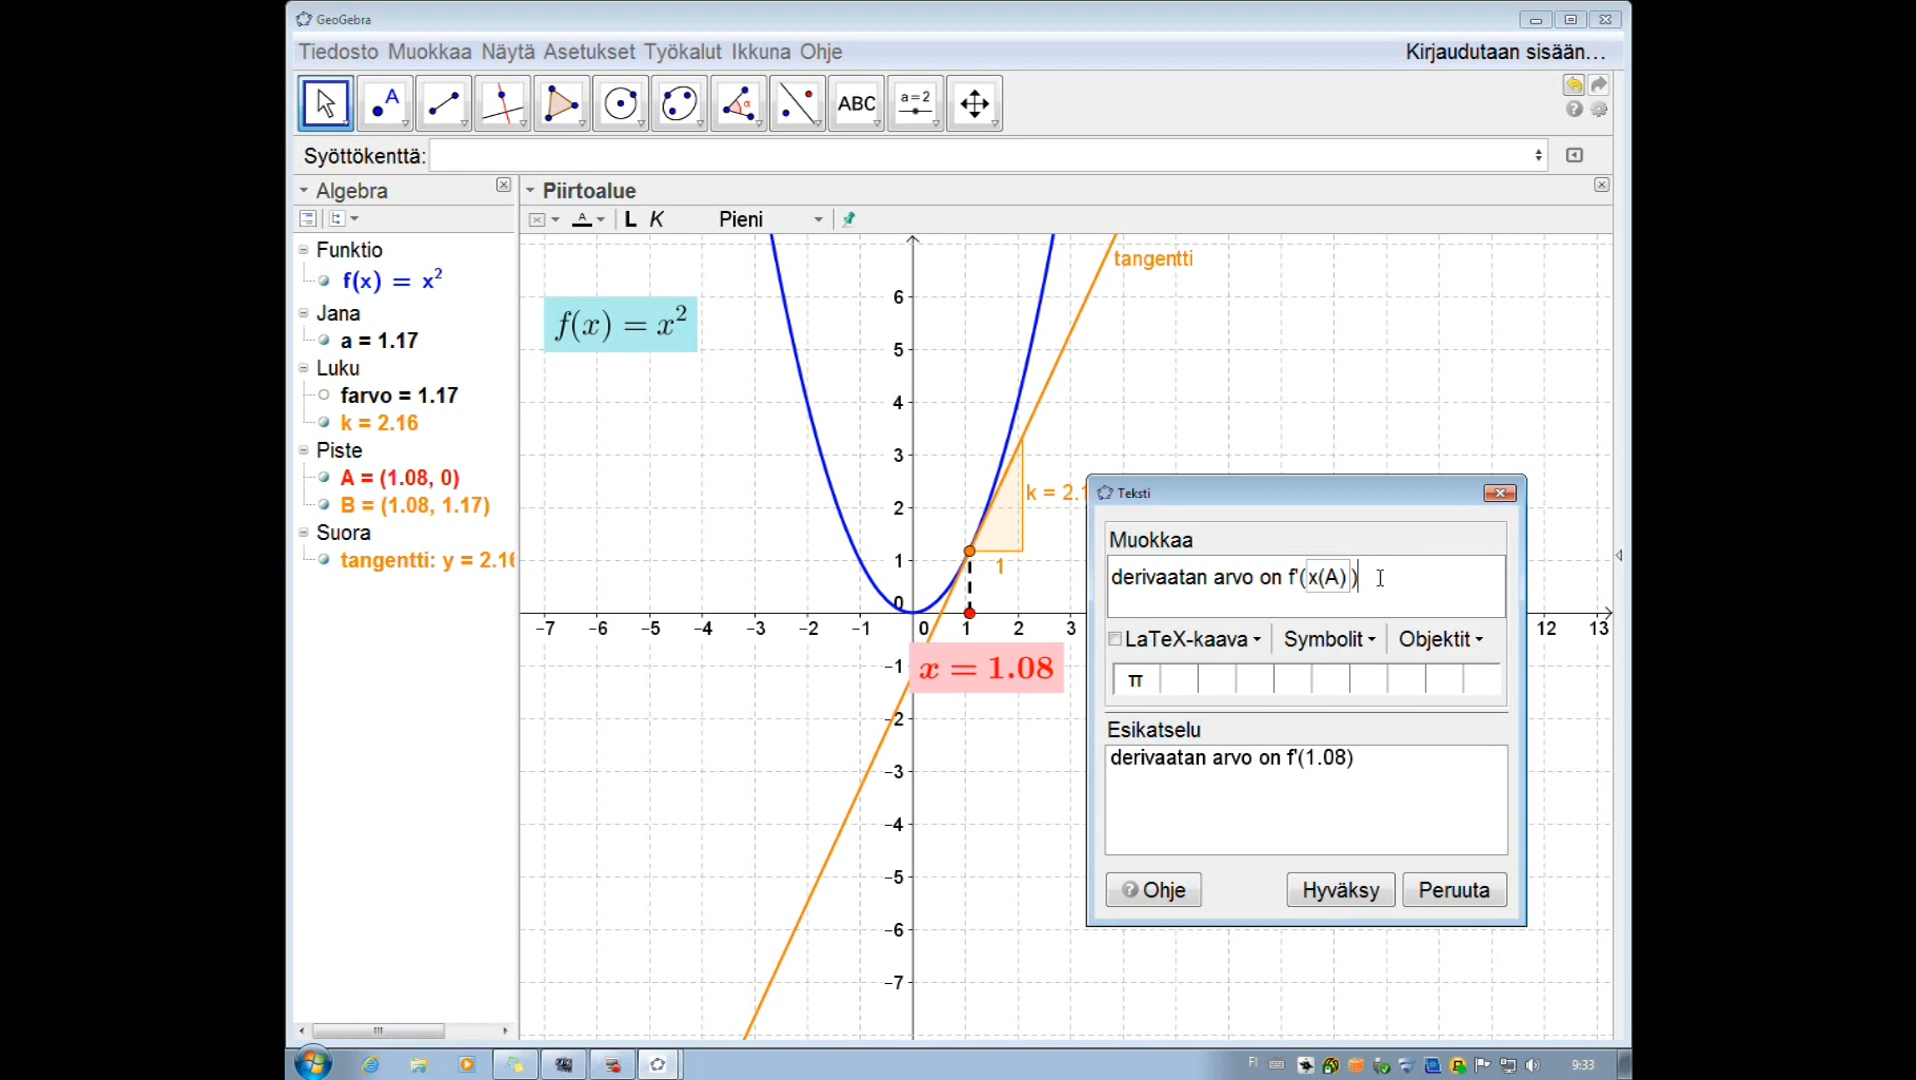 GeoGebra
Tiedosto Muokkaa Näytä Asetukset Työkalut Ikkuna Ohje
Kirjaudutaan sisään...
A
α
ABC
a=2
Syöttökenttä:
Algebra
Piirtoalue
A
L K
Pieni
Funktio
f(x) = x²
Jana
a = 1.17
Luku
farvo = 1.17
k = 2.16
Piste
A = (1.08, 0)
B = (1.08, 1.17)
Suora
tangentti: y = 2.16
tangentti
f(x) = x²
6
5
4
3
2
1
0
-7 -6 -5 -4 -3 -2 -1 0 1 2 3 12 13
-1
-2
-3
-4
-5
-6
-7
k = 2.1
1
x = 1.08
Teksti
Muokkaa
derivaatan arvo on f'(x(A))
LaTeX-kaava
Symbolit
Objektit
π
Esikatselu
derivaatan arvo on f'(1.08)
Ohje
Hyväksy
Peruuta
FI
9:33